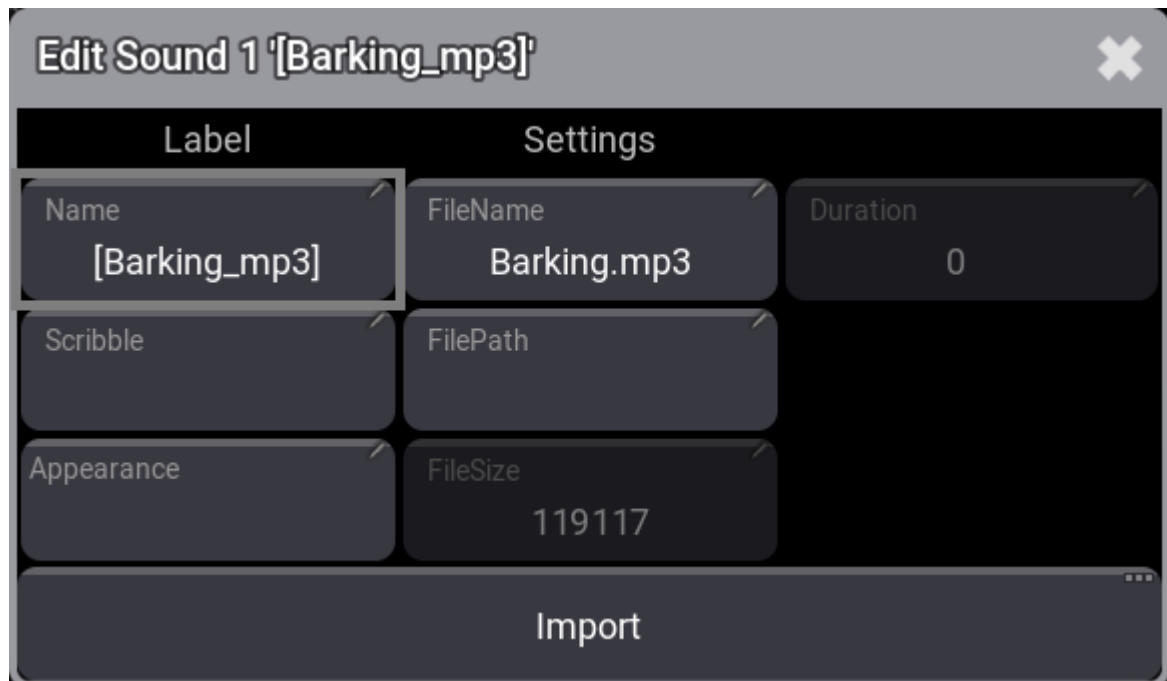 Edit Sound 1 '[Barking_mp3]'
Label Settings
Name FileName Duration
[Barking_mp3] Barking.mp3 0
Scribble FilePath
Appearance FileSize
119117
Import